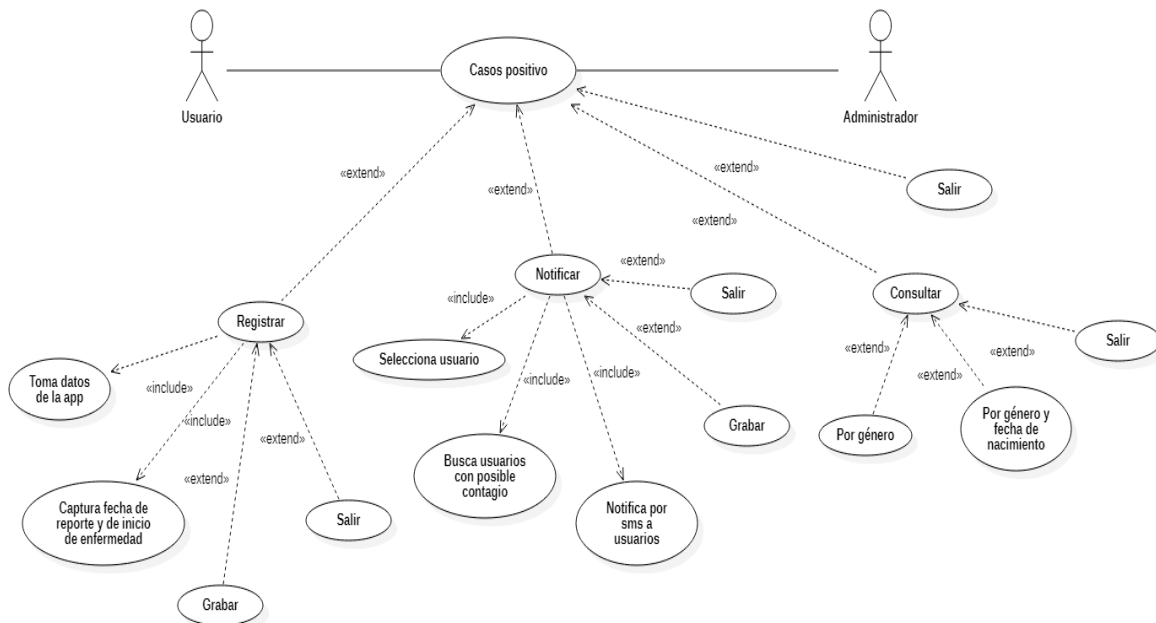 Casos positivo
Usuario
Administrador
«extend»
«extend»
«extend»
Salir
«extend»
Notificar
«extend»
Salir
Consultar
«include»
Registrar
«extend»
Salir
Selecciona usuario
«extend»
«extend»
Toma datos
de la app
«include»
«include»
«include»
«extend»
«include»
Grabar
Por género
Por género y
fecha de
nacimiento
«extend»
Busca usuarios
con posible
contagio
«extend»
Captura fecha de
reporte y de inicio
de enfermedad
Salir
Notifica por
sms a
usuarios
Grabar